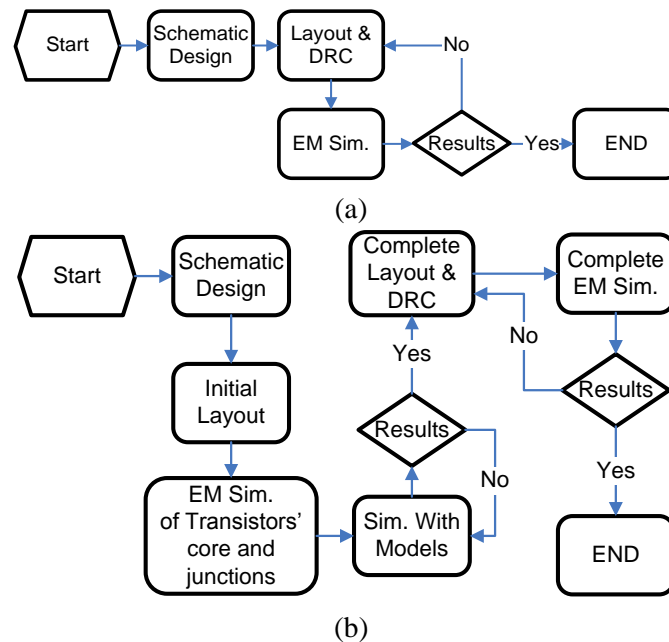 Start
Schematic
Design
Layout &
DRC
No
EM Sim.
Results
Yes
END
(a)
Start
Schematic
Design
Initial
Layout
EM Sim.
of Transistors'
core and
junctions
Sim. With
Models
Results
No
Yes
Complete
Layout &
DRC
Complete
EM Sim.
No
Results
Yes
END
(b)